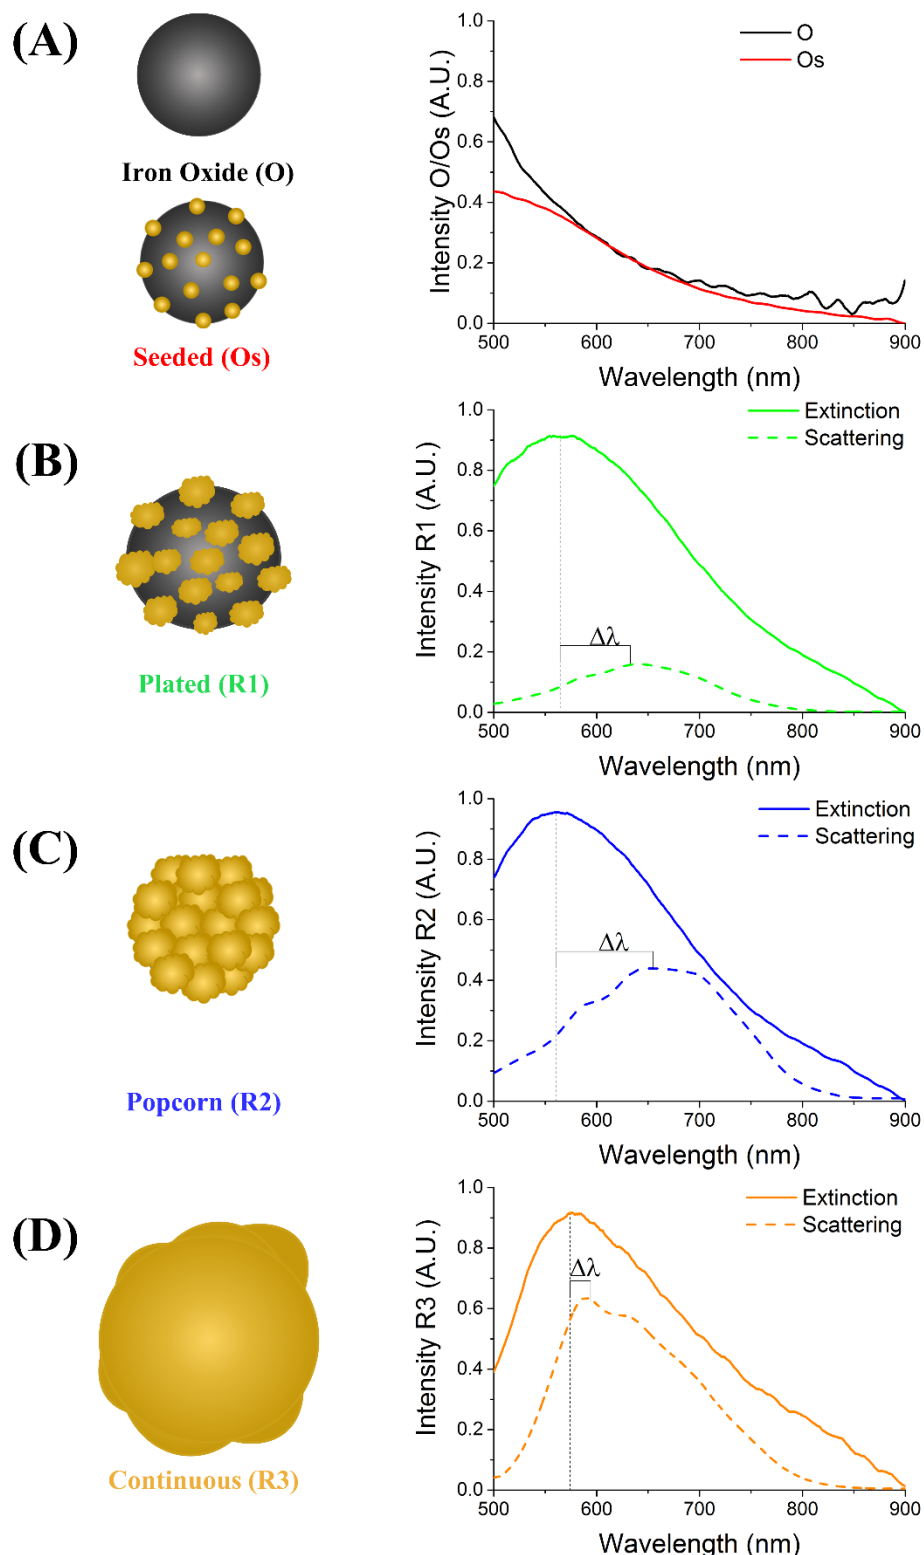 (A)
Iron Oxide (O)
Seeded (Os)
Intensity O/Os (A.U.)
1.0
0.8
0.6
0.4
0.2
0.0
500
600
700
800
900
Wavelength (nm)
O
Os
(B)
Plated (R1)
Intensity R1 (A.U.)
1.0
0.8
0.6
0.4
0.2
0.0
500
600
700
800
900
Wavelength (nm)
Extinction
Scattering
Δλ
(C)
Popcorn (R2)
Intensity R2 (A.U.)
1.0
0.8
0.6
0.4
0.2
0.0
500
600
700
800
900
Wavelength (nm)
Extinction
Scattering
Δλ
(D)
Continuous (R3)
Intensity R3 (A.U.)
1.0
0.8
0.6
0.4
0.2
0.0
500
600
700
800
900
Wavelength (nm)
Extinction
Scattering
Δλ